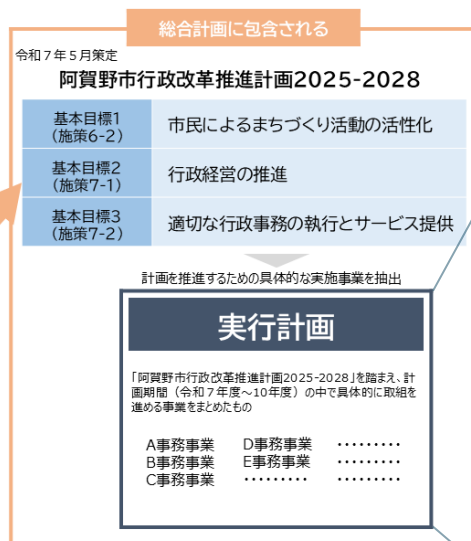 総合計画に包含される
令和7年5月策定
阿賀野市行政改革推進計画2025-2028
基本目標1
(施策6-2)
市民によるまちづくり活動の活性化
基本目標2
(施策7-1)
行政経営の推進
基本目標3
(施策7-2)
適切な行政事務の執行とサービス提供
計画を推進するための具体的な実施事業を抽出
実行計画
「阿賀野市行政改革推進計画2025-2028」を踏まえ、計
画期間(令和7年度~10年度)の中で具体的に取組を
進める事業をまとめたもの
A事務事業 D事務事業 ・・・・・・・・・
B事務事業 E事務事業 ・・・・・・・・・
C事務事業 ・・・・・・・・・ ・・・・・・・・・